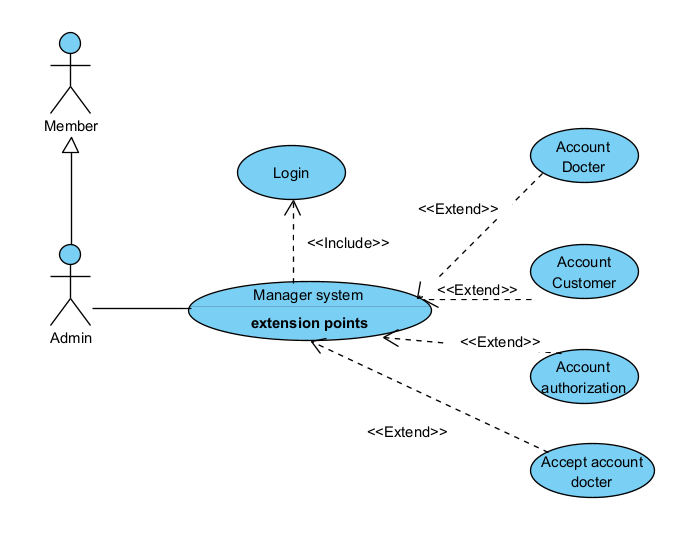 Member
Account
Docter
Login
<<Extend>>
<<Include>>
Account
Customer
<<Extend>>
Manager system
extension points
Admin
<<Extend>>
Account
authorization
<<Extend>>
Accept account
docter